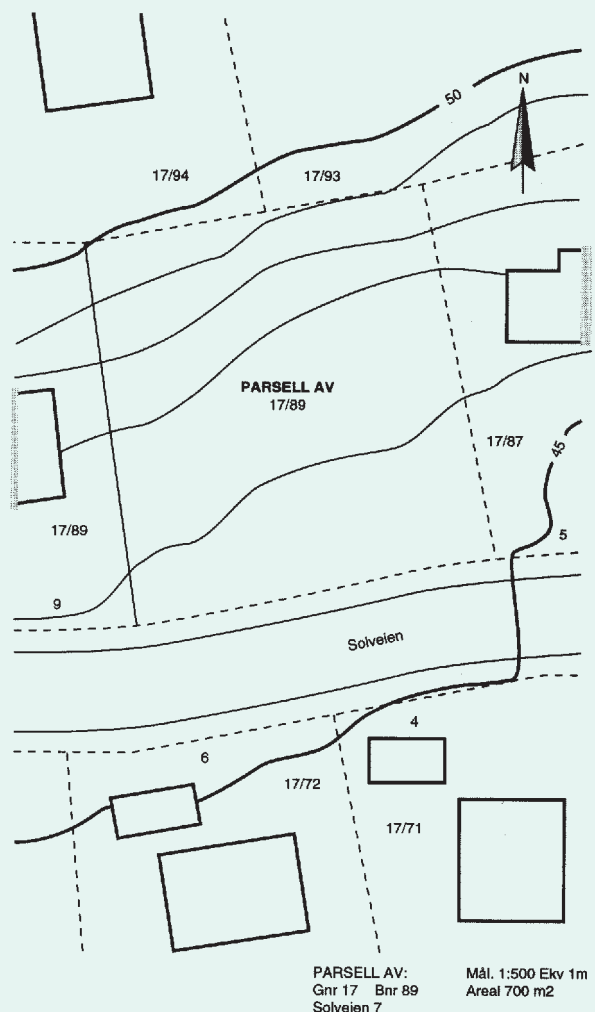 N
50
17/94
17/93
PARSELL AV
17/89
17/87
45
17/89
5
9
Solveien
4
6
17/72
17/71
PARSELL AV:
Gnr 17 Bnr 89
Solveien 7
Mål. 1:500 Ekv 1m
Areal 700 m2